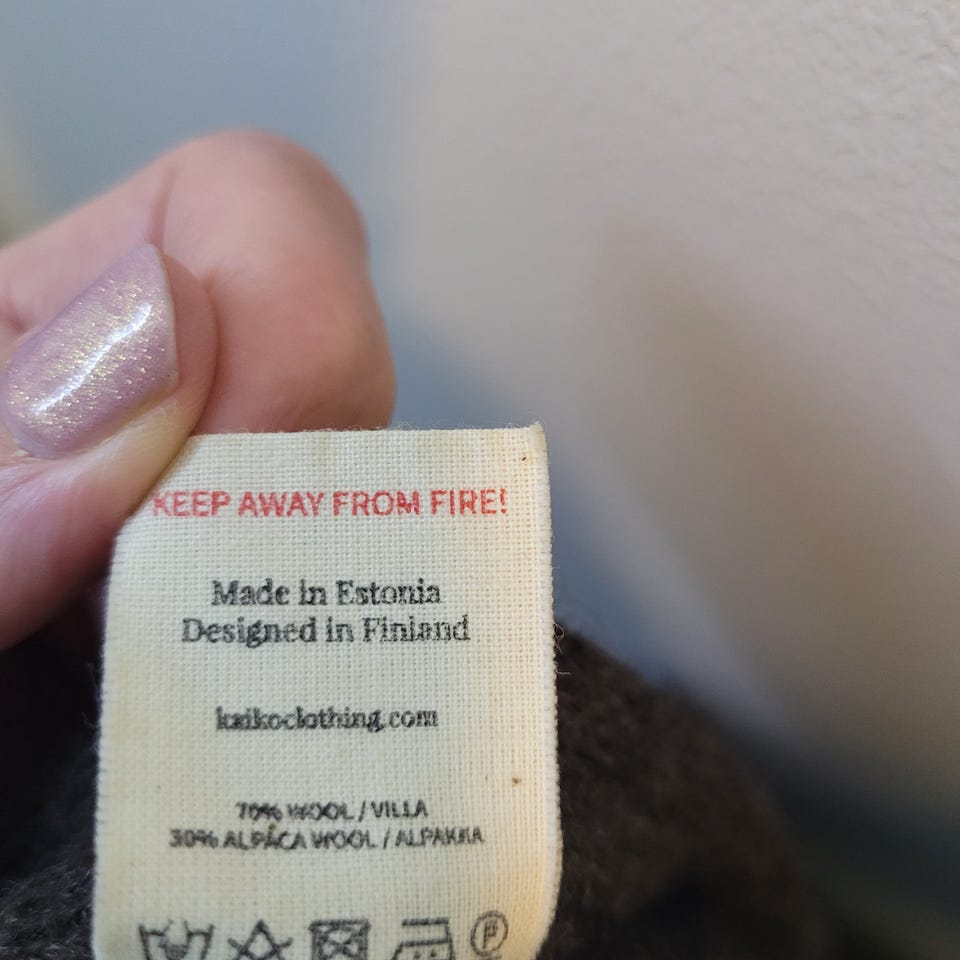 KEEP AWAY FROM FIRE!
Made in Estonia
Designed in Finland
kaikoclothing.com
70% WOOL / VILLA
30% ALPACA WOOL / ALPAKKA
P